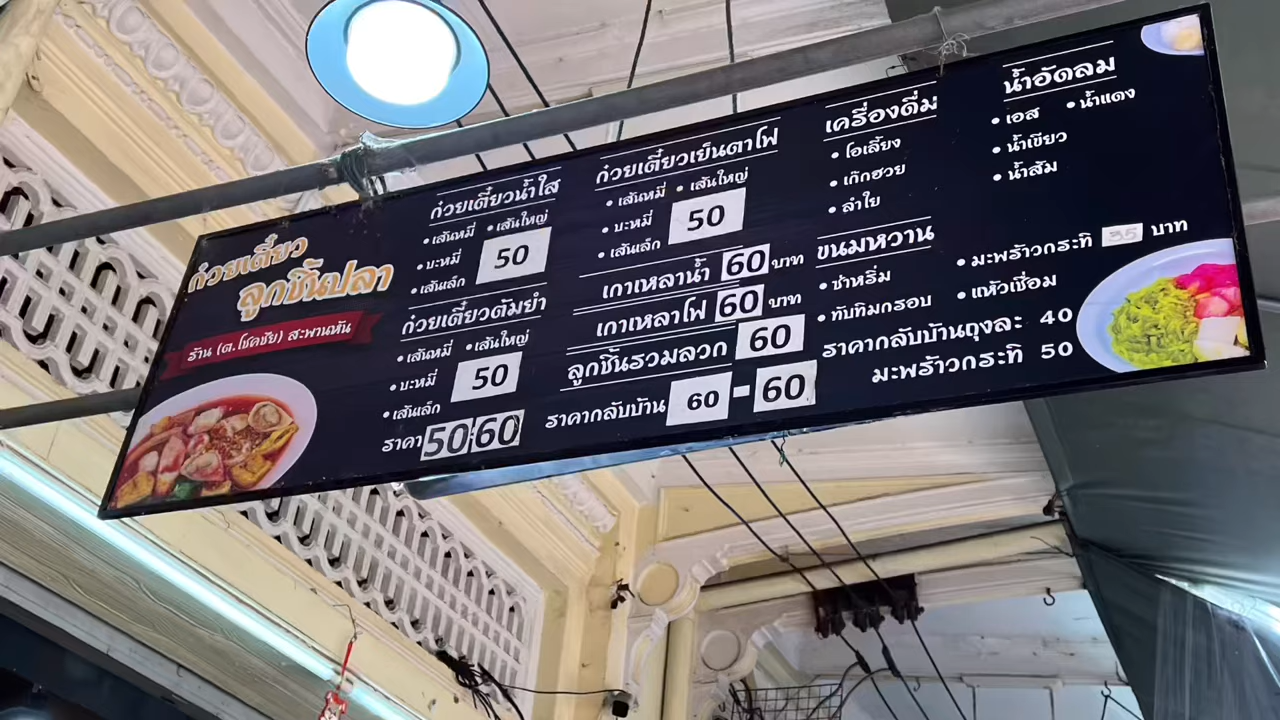 ก๋วยเตี๋ยว
ลูกชิ้นปลา
ร้าน (ต.โชคชัย) สะพานหัน
ก๋วยเตี๋ยวน้ำใส
• เส้นหมี่ • เส้นใหญ่
• บะหมี่
• เส้นเล็ก
50
ก๋วยเตี๋ยวต้มยำ
• เส้นหมี่ • เส้นใหญ่
• บะหมี่
• เส้นเล็ก
50
ราคา 50-60
ก๋วยเตี๋ยวเย็นตาโฟ
• เส้นหมี่ • เส้นใหญ่
• บะหมี่
• เส้นเล็ก
50
เกาเหลาน้ำ 60 บาท
เกาเหลาโฟ 60 บาท
ลูกชิ้นรวมลวก 60
ราคากลับบ้าน 60 - 60
เครื่องดื่ม
• โอเลี้ยง
• เก๊กฮวย
• ลำใย
น้ำอัดลม
• เอส • น้ำแดง
• น้ำเขียว
• น้ำส้ม
ขนมหวาน
• ซ่าหริ่ม
• ทับทิมกรอบ
• มะพร้าวกะทิ 35 บาท
• แห้วเชื่อม
ราคากลับบ้านถุงละ 40
มะพร้าวกะทิ 50